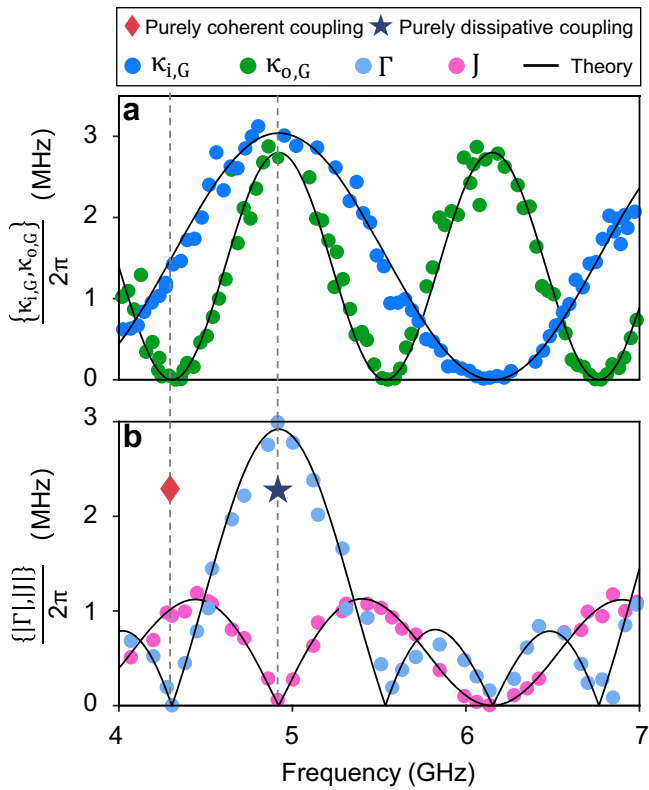 Purely coherent coupling Purely dissipative coupling
κi,G κo,G Γ J Theory
a
3
2
1
0
{κi,G,κo,G}
2π
(MHz)
b
3
2
1
0
{|Γ|,|J|}
2π
(MHz)
4 5 6 7
Frequency (GHz)